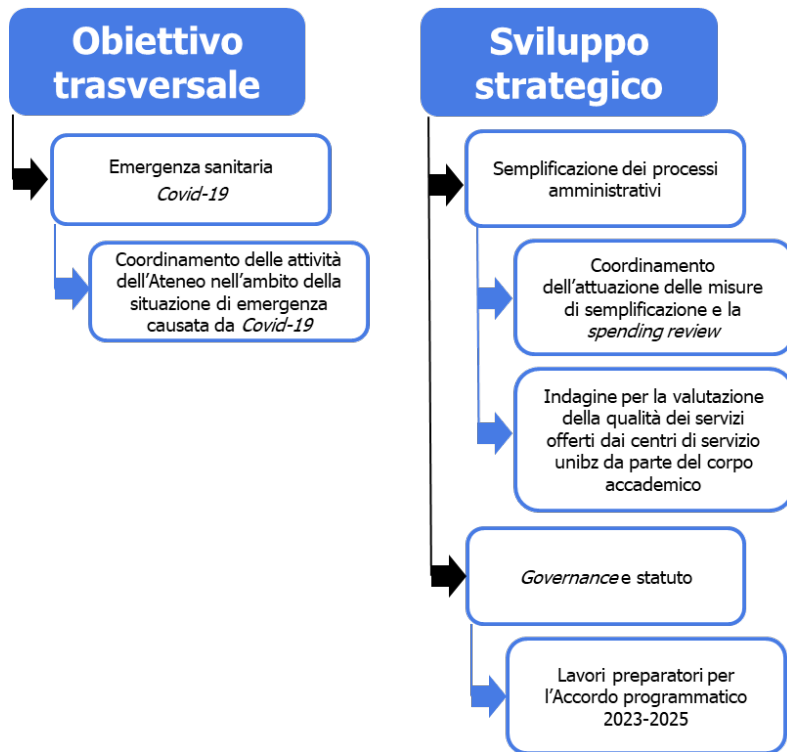 Obiettivo
trasversale
Emergenza sanitaria
Covid-19
Coordinamento delle attività
dell'Ateneo nell'ambito della
situazione di emergenza
causata da Covid-19
Sviluppo
strategico
Semplificazione dei processi
amministrativi
Coordinamento
dell'attuazione delle misure
di semplificazione e la
spending review
Indagine per la valutazione
della qualità dei servizi
offerti dai centri di servizio
unibz da parte del corpo
accademico
Governance e statuto
Lavori preparatori per
l'Accordo programmatico
2023-2025